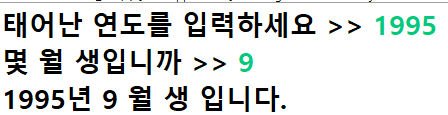 태어난 연도를 입력하세요 >> 1995
몇 월 생입니까 >> 9
1995년 9 월 생 입니다.